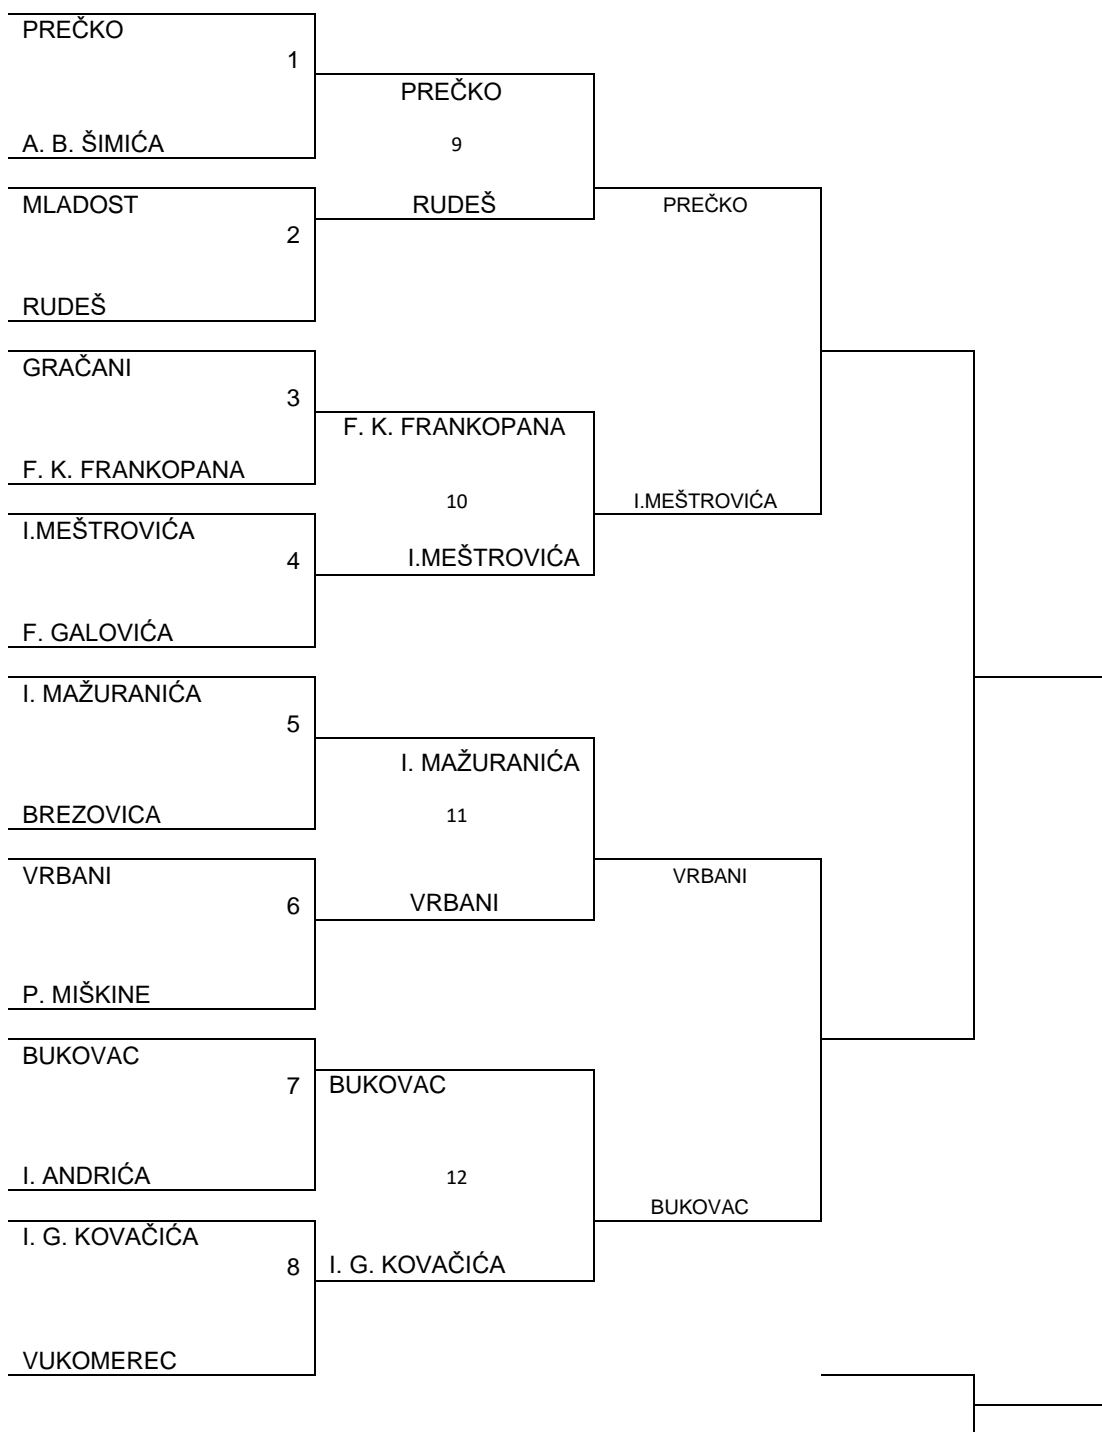 PREČKO
1
PREČKO
A. B. ŠIMIĆA
9
MLADOST
RUDEŠ
PREČKO
2
RUDEŠ
GRAČANI
3
F. K. FRANKOPANA
F. K. FRANKOPANA
10
I.MEŠTROVIĆA
I.MEŠTROVIĆA
4
I.MEŠTROVIĆA
F. GALOVIĆA
I. MAŽURANIĆA
5
I. MAŽURANIĆA
BREZOVICA
11
VRBANI
VRBANI
6
VRBANI
P. MIŠKINE
BUKOVAC
7
BUKOVAC
I. ANDRIĆA
12
BUKOVAC
I. G. KOVAČIĆA
8
I. G. KOVAČIĆA
VUKOMEREC